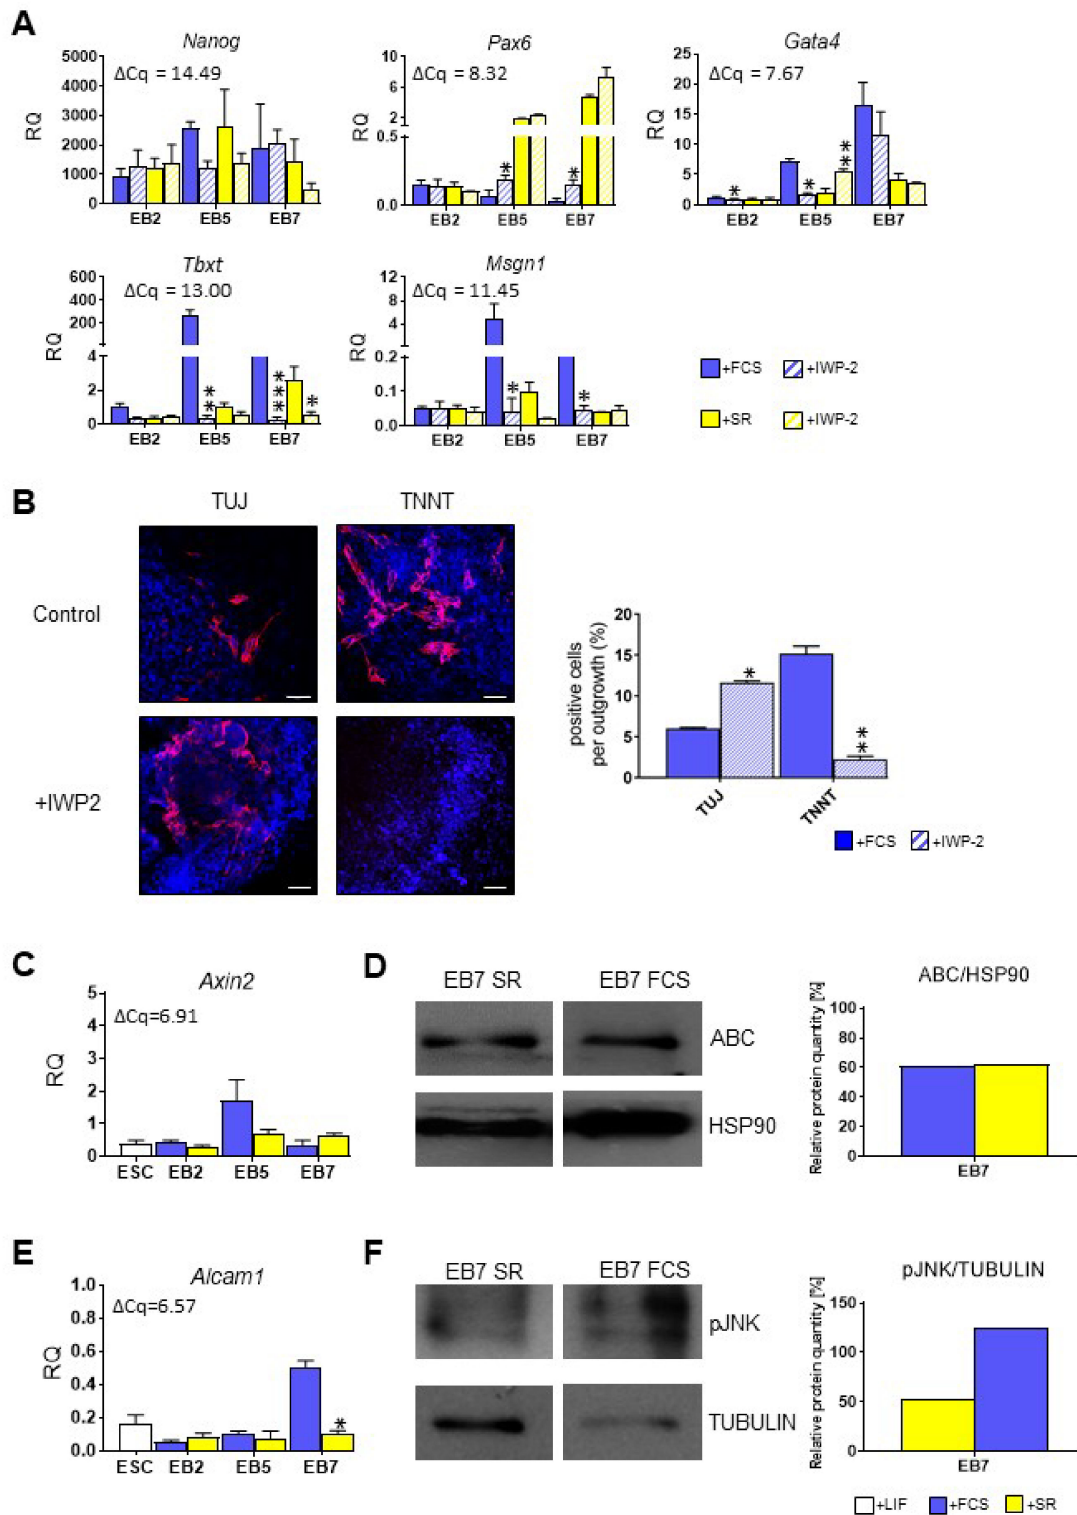 A
Nanog
ΔCq = 14.49
RQ
5000
4000
3000
2000
1000
0
EB2 EB5 EB7
Pax6
ΔCq = 8.32
RQ
10
6
2
0.5
0.0
* *
EB2 EB5 EB7
Gata4
ΔCq = 7.67
RQ
25
20
15
10
5
0
* * **
EB2 EB5 EB7
Tbxt
ΔCq = 13.00
RQ
600
400
200
4
2
0
** *** *
EB2 EB5 EB7
Msgn1
ΔCq = 11.45
RQ
12
8
4
0.2
0.1
0.0
* *
EB2 EB5 EB7
+FCS +IWP-2
+SR +IWP-2
B
TUJ TNNT
Control
+IWP2
positive cells
per outgrowth (%)
20
15
10
5
0
* **
TUJ TNNT
+FCS +IWP-2
C
Axin2
ΔCq=6.91
RQ
5
4
3
2
1
0
ESC EB2 EB5 EB7
D
EB7 SR EB7 FCS
ABC
HSP90
ABC/HSP90
Relative protein quantity [%]
100
80
60
40
20
0
EB7
E
Alcam1
ΔCq=6.57
RQ
1.0
0.8
0.6
0.4
0.2
0.0
*
ESC EB2 EB5 EB7
F
EB7 SR EB7 FCS
pJNK
TUBULIN
pJNK/TUBULIN
Relative protein quantity [%]
150
100
50
0
EB7
+LIF +FCS +SR